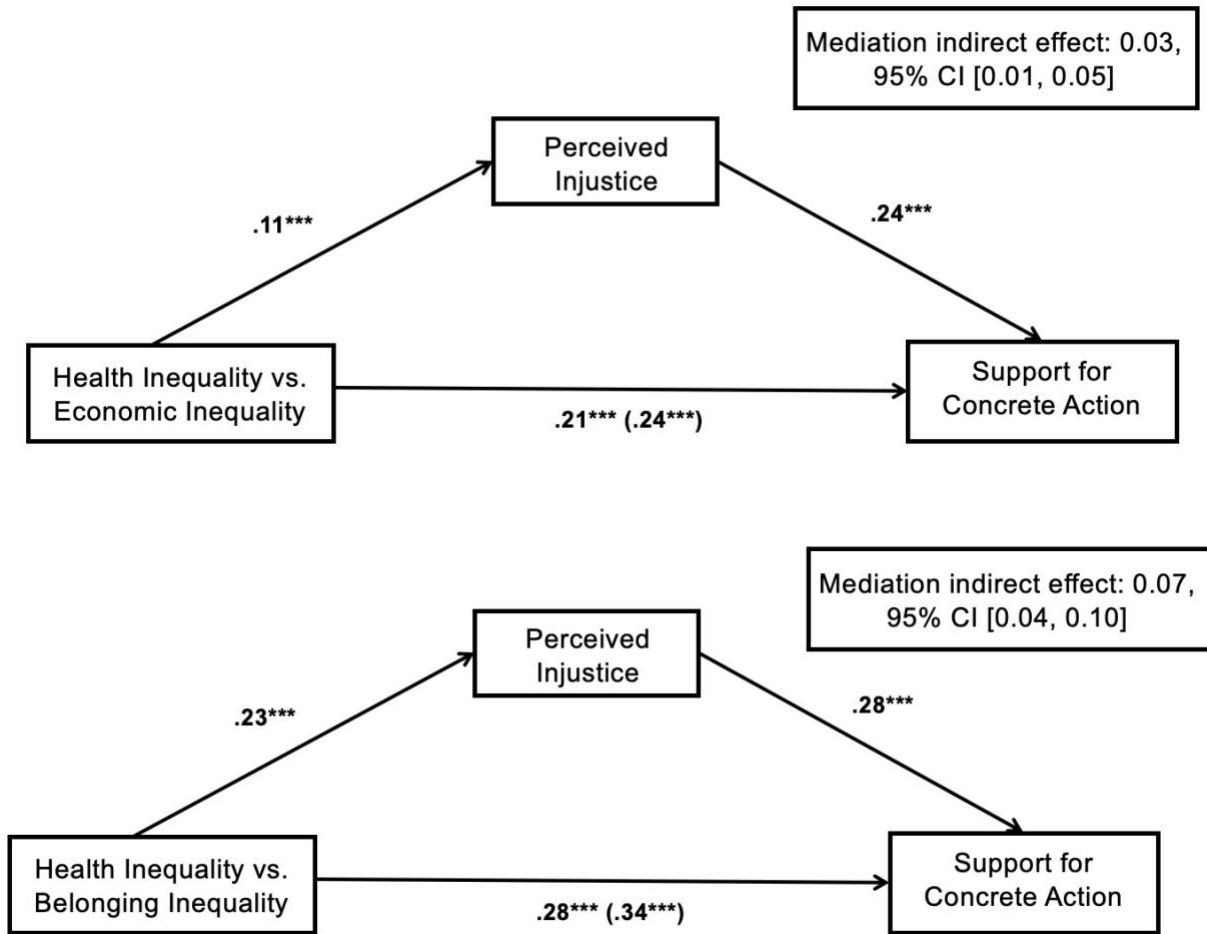 Mediation indirect effect: 0.03,
95% CI [0.01, 0.05]
Perceived
Injustice
.11***
.24***
Health Inequality vs.
Economic Inequality
Support for
Concrete Action
.21*** (.24***)
Mediation indirect effect: 0.07,
95% CI [0.04, 0.10]
Perceived
Injustice
.23***
.28***
Health Inequality vs.
Belonging Inequality
Support for
Concrete Action
.28*** (.34***)